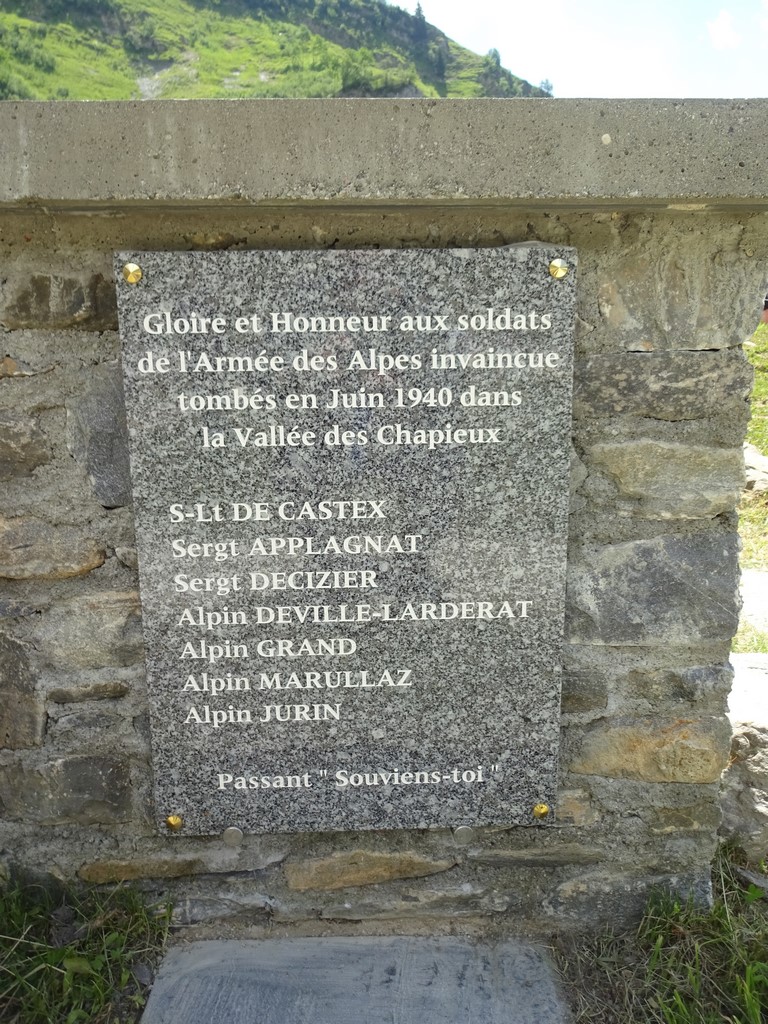 Gloire et Honneur aux soldats
de l'Armée des Alpes invaincue
tombés en Juin 1940 dans
la Vallée des Chapieux
S-Lt DE CASTEX
Sergt APPLAGNAT
Sergt DECIZIER
Alpin DEVILLE-LARDERAT
Alpin GRAND
Alpin MARULLAZ
Alpin JURIN
Passant " Souviens-toi "